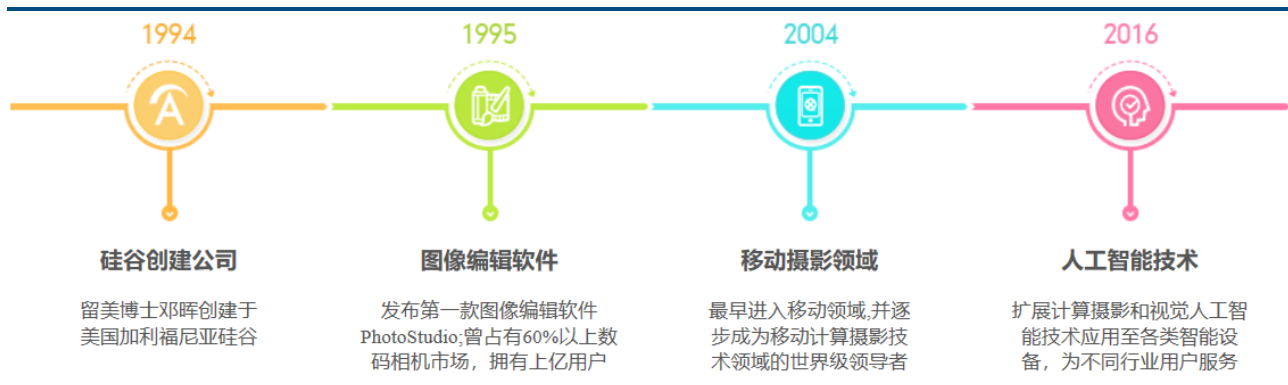 1994
1995
2004
2016
硅谷创建公司
图像编辑软件
移动摄影领域
人工智能技术
留美博士邓晖创建于
美国加利福尼亚硅谷
发布第一款图像编辑软件
PhotoStudio;曾占有60%以上数
码相机市场，拥有上亿用户
最早进入移动领域,并逐
步成为移动计算摄影技
术领域的世界级领导者
扩展计算摄影和视觉人工智
能技术应用至各类智能设
备，为不同行业用户服务